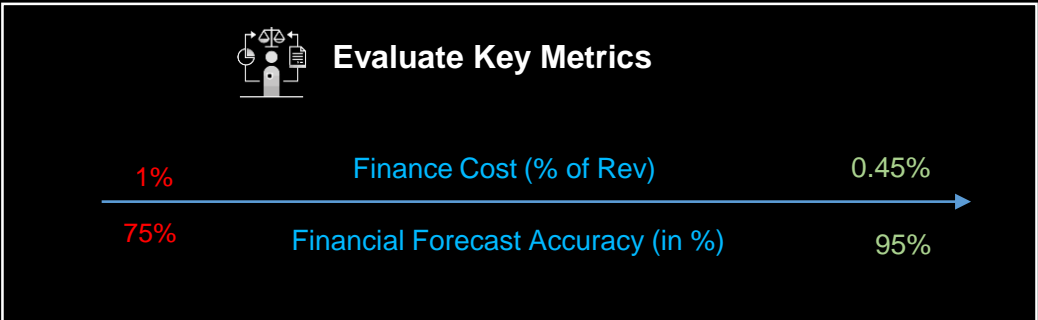 Evaluate Key Metrics
1% Finance Cost (% of Rev) 0.45%
75% Financial Forecast Accuracy (in %) 95%